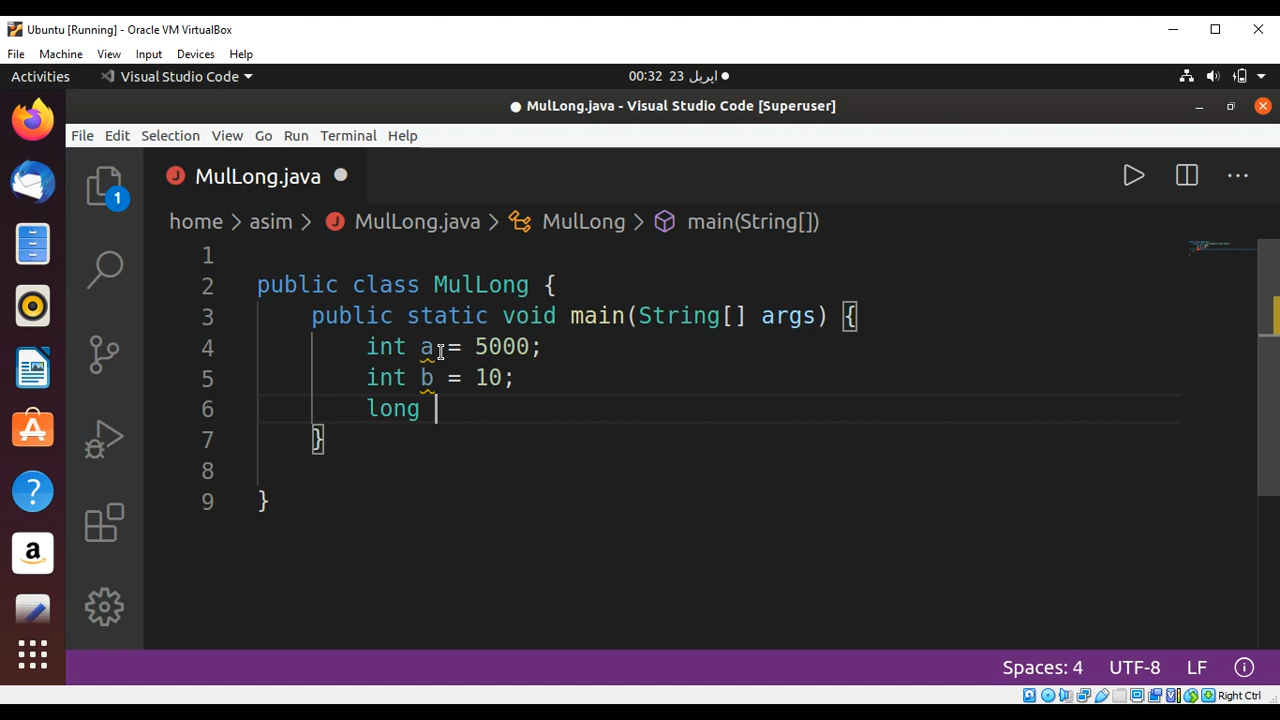 Ubuntu [Running] - Oracle VM VirtualBox
File Machine View Input Devices Help
Activities Visual Studio Code 00:32 23 اپریل
● MulLong.java - Visual Studio Code [Superuser]
File Edit Selection View Go Run Terminal Help
1 J MulLong.java
home > asim > J MulLong.java > MulLong > main(String[])
1
2 public class MulLong {
3 public static void main(String[] args) {
4 int a = 5000;
5 int b = 10;
6 long
7 }
8
9 }
a
Spaces: 4 UTF-8 LF
Right Ctrl